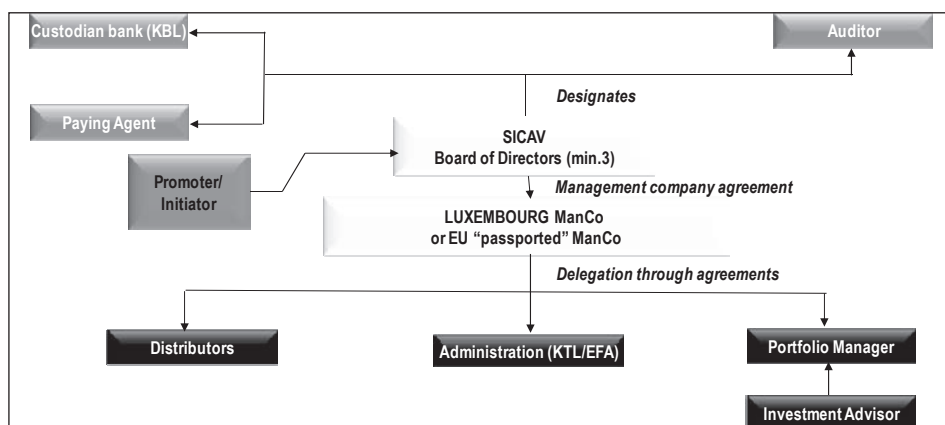 Custodian bank (KBL)
Auditor
Designates
Paying Agent
SICAV
Board of Directors (min.3)
Promoter/
Initiator
Management company agreement
LUXEMBOURG ManCo
or EU “passported” ManCo
Delegation through agreements
Distributors
Administration (KTL/EFA)
Portfolio Manager
Investment Advisor